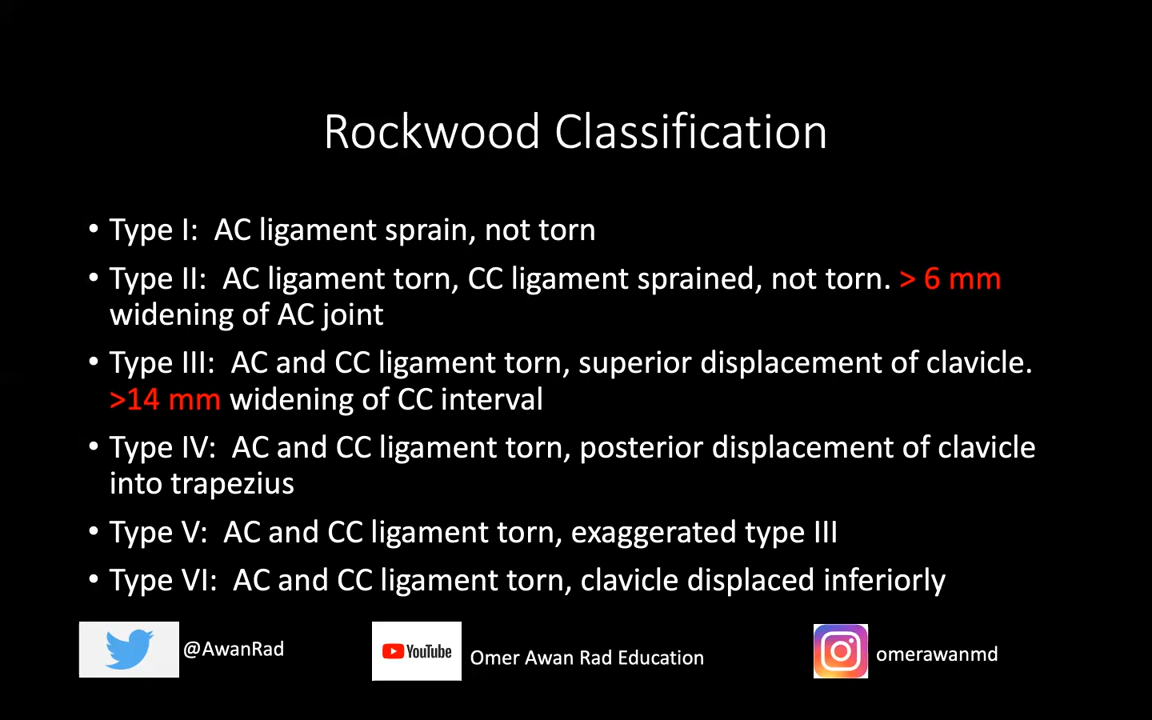 Rockwood Classification
• Type I:  AC ligament sprain, not torn
• Type II:  AC ligament torn, CC ligament sprained, not torn. > 6 mm
widening of AC joint
• Type III:  AC and CC ligament torn, superior displacement of clavicle.
>14 mm widening of CC interval
• Type IV:  AC and CC ligament torn, posterior displacement of clavicle
into trapezius
• Type V:  AC and CC ligament torn, exaggerated type III
• Type VI:  AC and CC ligament torn, clavicle displaced inferiorly
@AwanRad
YouTube
Omer Awan Rad Education
omerawanmd